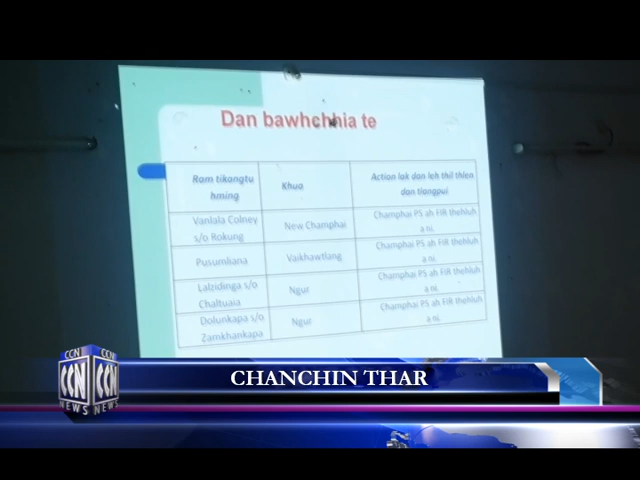 Dan bawhchhia te
Ram tikangtu
hming
Khua
Action lak dan leh thil thlen
dan tlangpui
Vanlala Colney
s/o Rokung
New Champhai
Champhai PS ah FIR thehluh
a ni.
Pusumliana
Vaikhawtlang
Champhai PS ah FIR thehluh
a ni.
Lalzidinga s/o
Chaltuaia
Ngur
Champhai PS ah FIR thehluh
a ni.
Dolunkapa s/o
Zamkhankapa
Ngur
Champhai PS ah FIR thehluh
a ni.
CCN
CCN
CCN
NEWS
CHANCHIN THAR